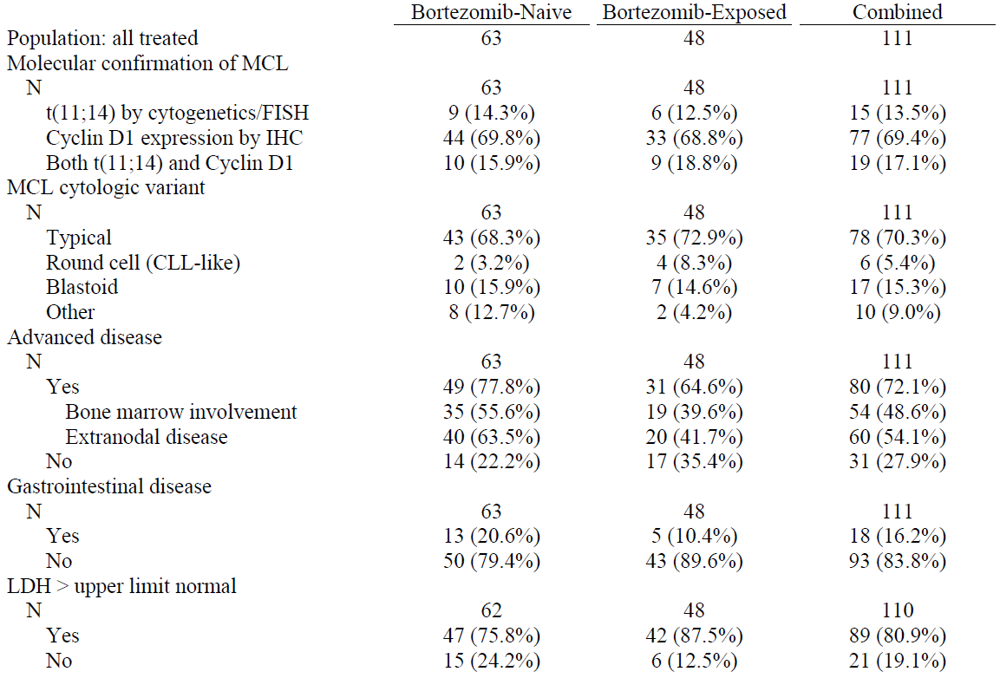 Bortezomib-Naive Bortezomib-Exposed Combined
Population: all treated 63 48 111
Molecular confirmation of MCL
N 63 48 111
t(11;14) by cytogenetics/FISH 9 (14.3%) 6 (12.5%) 15 (13.5%)
Cyclin D1 expression by IHC 44 (69.8%) 33 (68.8%) 77 (69.4%)
Both t(11;14) and Cyclin D1 10 (15.9%) 9 (18.8%) 19 (17.1%)
MCL cytologic variant
N 63 48 111
Typical 43 (68.3%) 35 (72.9%) 78 (70.3%)
Round cell (CLL-like) 2 (3.2%) 4 (8.3%) 6 (5.4%)
Blastoid 10 (15.9%) 7 (14.6%) 17 (15.3%)
Other 8 (12.7%) 2 (4.2%) 10 (9.0%)
Advanced disease
N 63 48 111
Yes 49 (77.8%) 31 (64.6%) 80 (72.1%)
Bone marrow involvement 35 (55.6%) 19 (39.6%) 54 (48.6%)
Extranodal disease 40 (63.5%) 20 (41.7%) 60 (54.1%)
No 14 (22.2%) 17 (35.4%) 31 (27.9%)
Gastrointestinal disease
N 63 48 111
Yes 13 (20.6%) 5 (10.4%) 18 (16.2%)
No 50 (79.4%) 43 (89.6%) 93 (83.8%)
LDH > upper limit normal
N 62 48 110
Yes 47 (75.8%) 42 (87.5%) 89 (80.9%)
No 15 (24.2%) 6 (12.5%) 21 (19.1%)